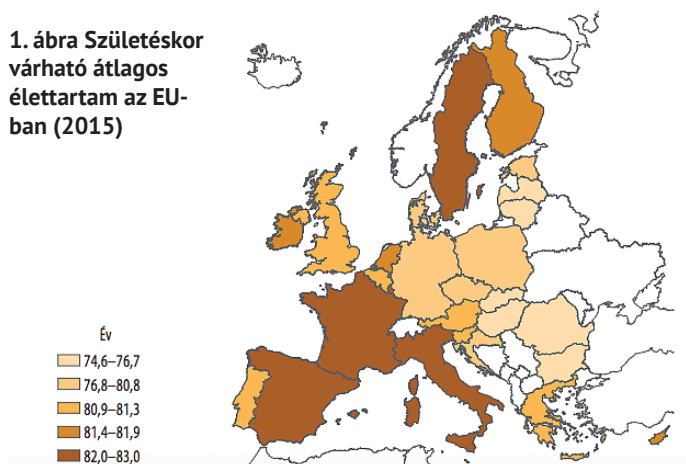 1. ábra Születéskor
várható átlagos
élettartam az EU-
ban (2015)
Év
74,6–76,7
76,8–80,8
80,9–81,3
81,4–81,9
82,0–83,0